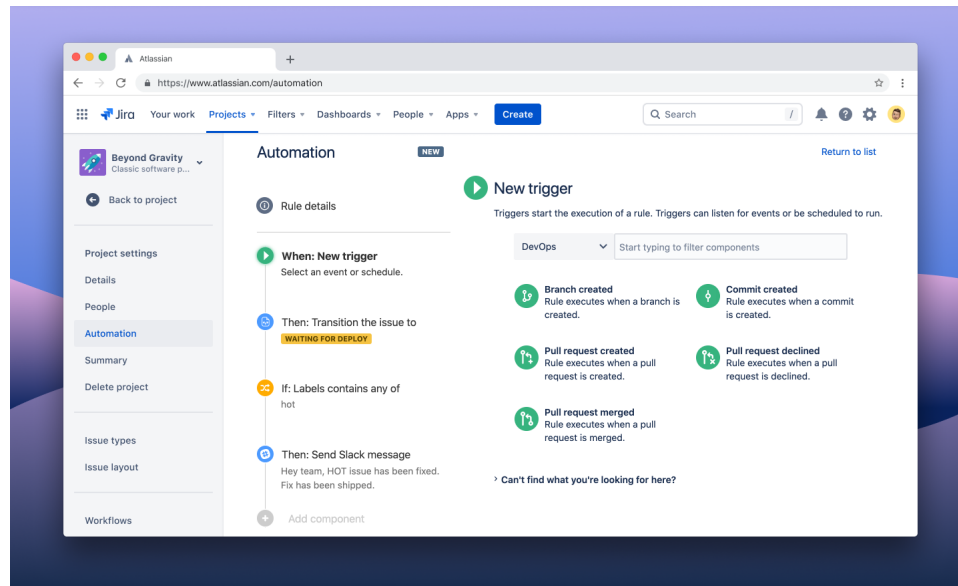 Atlassian
https://www.atlassian.com/automation
Jira Your work Projects Filters Dashboards People Apps Create Search /
Beyond Gravity
Classic software p...
Back to project
Project settings
Details
People
Automation
Summary
Delete project
Issue types
Issue layout
Workflows
Automation NEW Return to list
Rule details
When: New trigger
Select an event or schedule.
Then: Transition the issue to
WAITING FOR DEPLOY
If: Labels contains any of
hot
Then: Send Slack message
Hey team, HOT issue has been fixed.
Fix has been shipped.
Add component
New trigger
Triggers start the execution of a rule. Triggers can listen for events or be scheduled to run.
DevOps Start typing to filter components
Branch created
Rule executes when a branch is
created.
Commit created
Rule executes when a commit
is created.
Pull request created
Rule executes when a pull
request is created.
Pull request declined
Rule executes when a pull
request is declined.
Pull request merged
Rule executes when a pull
request is merged.
Can't find what you're looking for here?